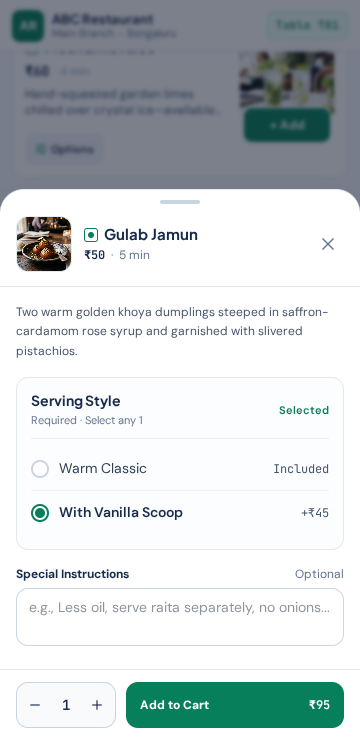 AR
ABC Restaurant
Main Branch - Bengaluru
Table T01
₹60
Hand-squeezed garden limes
chilled over crystal ice—available...
+ Add
Options
Gulab Jamun
₹50 · 5 min
Two warm golden khoya dumplings steeped in saffron-
cardamom rose syrup and garnished with slivered
pistachios.
Serving Style
Required · Select any 1
Selected
Warm Classic
Included
With Vanilla Scoop
+₹45
Special Instructions
Optional
e.g., Less oil, serve raita separately, no onions...
1
Add to Cart
₹95